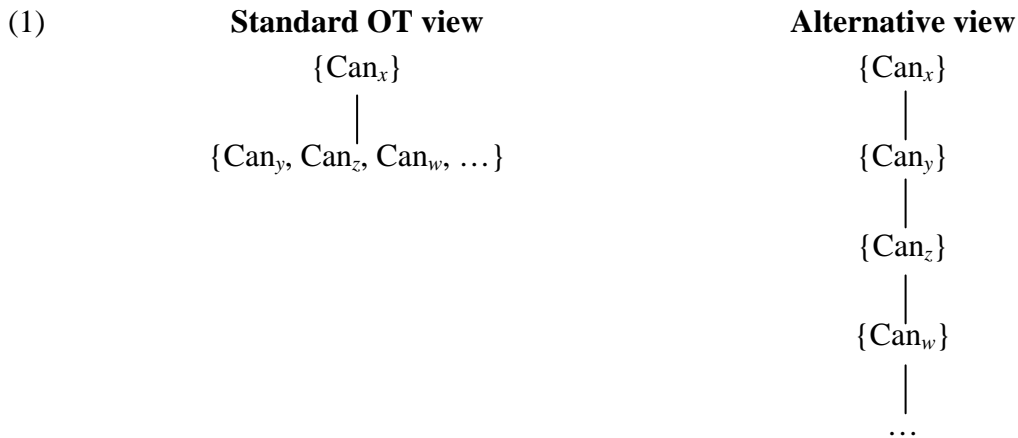 (1) Standard OT view Alternative view
{Canx} {Canx}
{Cany, Canz, Canw, …} {Cany}
{Canz}
{Canw}
…